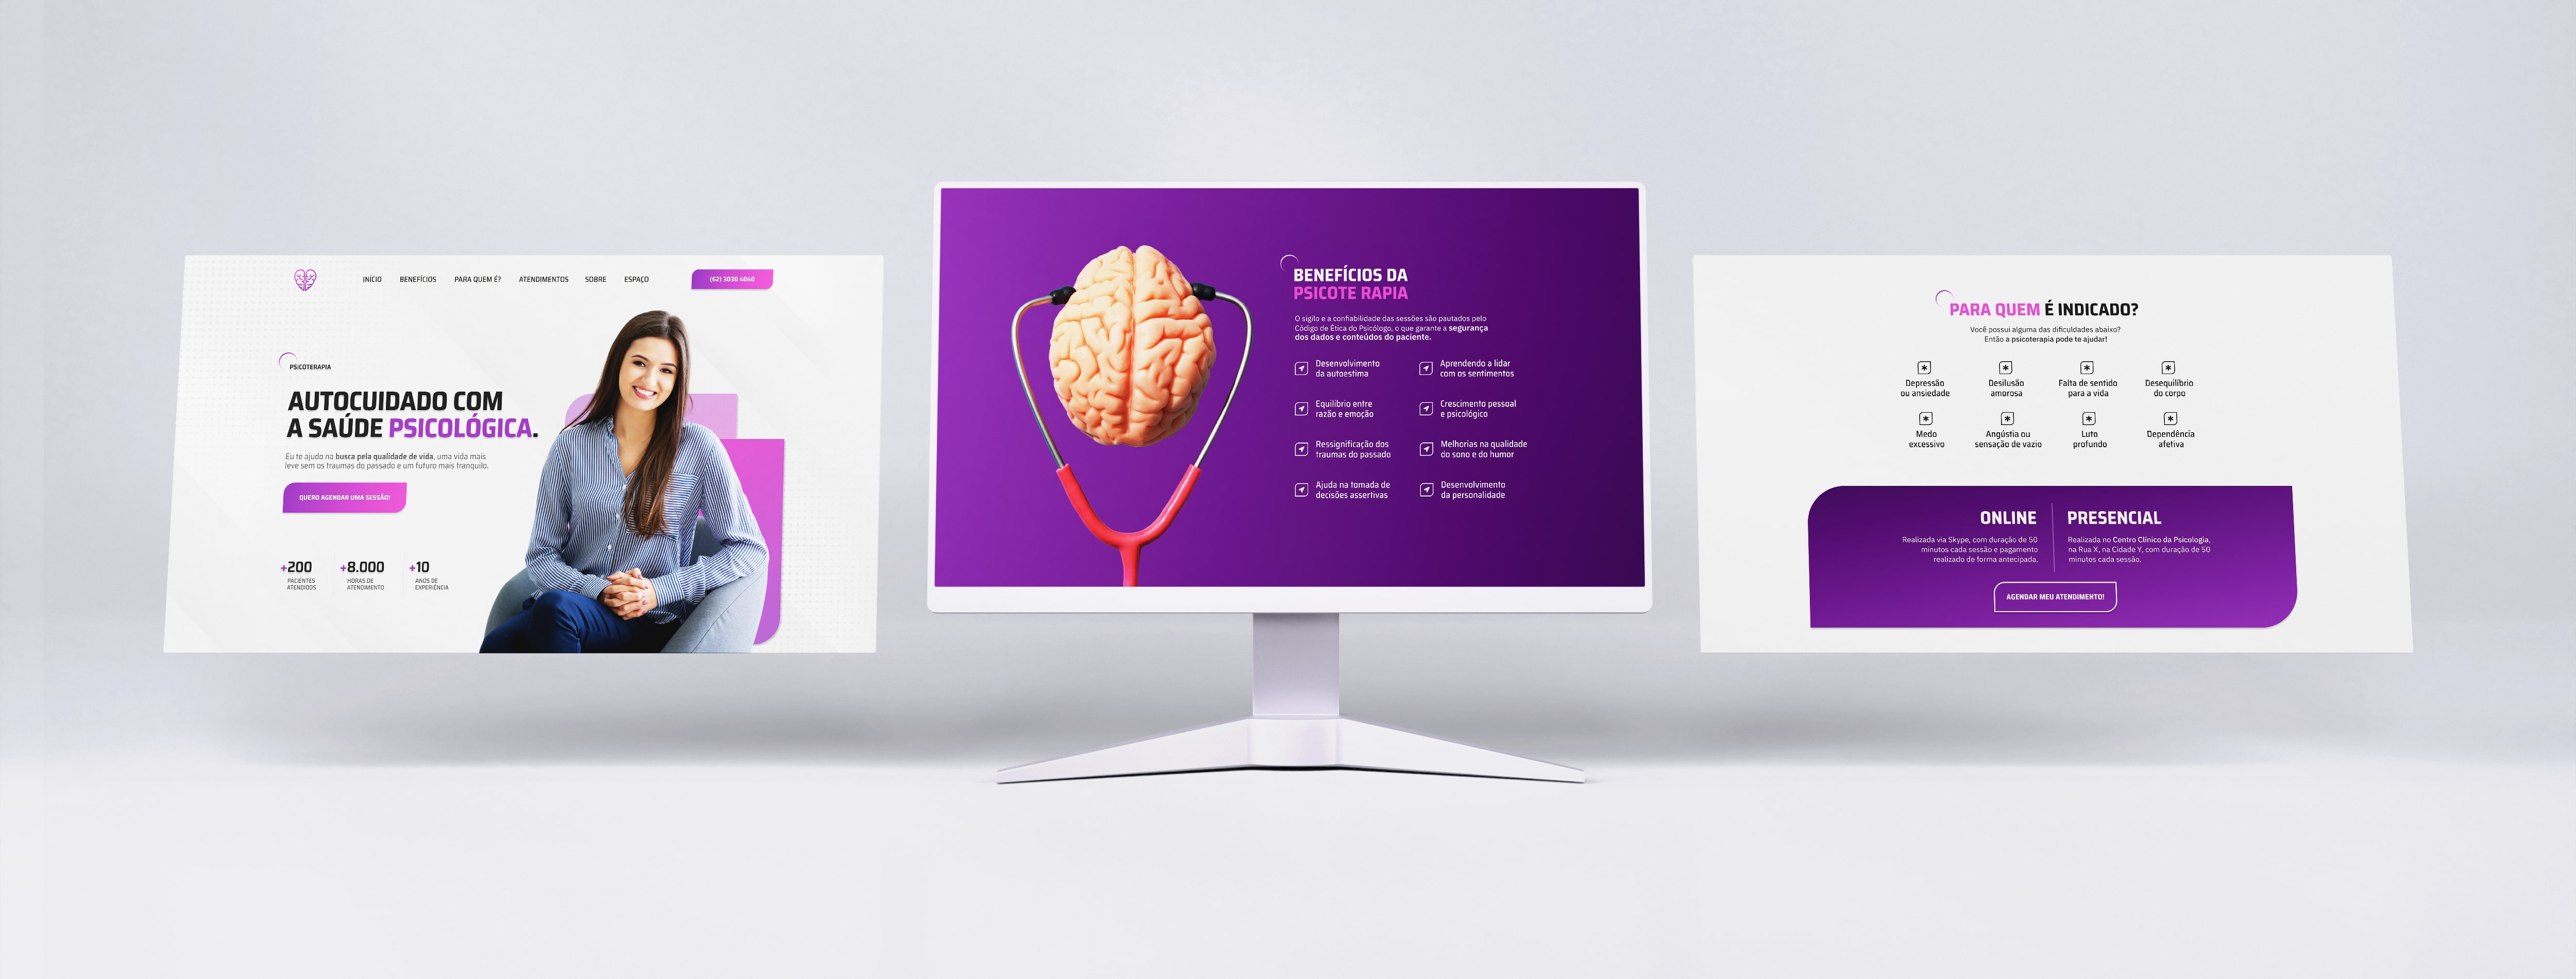 INÍCIO BENEFÍCIOS PARA QUEM É? ATENDIMENTOS SOBRE ESPAÇO (62) 3030 4040
PSICOTERAPIA
AUTOCUIDADO COM
A SAÚDE PSICOLÓGICA.
Eu te ajudo na busca pela qualidade de vida, uma vida mais
leve sem os traumas do passado e um futuro mais tranquilo.
QUERO AGENDAR UMA SESSÃO!
+200 +8.000 +10
PACIENTES HORAS DE ANOS DE
ATENDIDOS ATENDIMENTO EXPERIÊNCIA
BENEFÍCIOS DA
PSICOTE RAPIA
O sigilo e a confiabilidade das sessões são pautados pelo
Código de Ética do Psicólogo, o que garante a segurança
dos dados e conteúdos do paciente.
Desenvolvimento
da autoestima
Aprendendo a lidar
com os sentimentos
Equilíbrio entre
razão e emoção
Crescimento pessoal
e psicológico
Ressignificação dos
traumas do passado
Melhorias na qualidade
do sono e do humor
Ajuda na tomada de
decisões assertivas
Desenvolvimento
da personalidade
PARA QUEM É INDICADO?
Você possui alguma das dificuldades abaixo?
Então a psicoterapia pode te ajudar!
Depressão
ou ansiedade
Desilusão
amorosa
Falta de sentido
para a vida
Desequilíbrio
do corpo
Medo
excessivo
Angústia ou
sensação de vazio
Luto
profundo
Dependência
afetiva
ONLINE
Realizada via Skype, com duração de 50
minutos cada sessão e pagamento
realizado de forma antecipada.
PRESENCIAL
Realizada no Centro Clínico da Psicologia,
na Rua X, na Cidade Y, com duração de 50
minutos cada sessão.
AGENDAR MEU ATENDIMENTO!